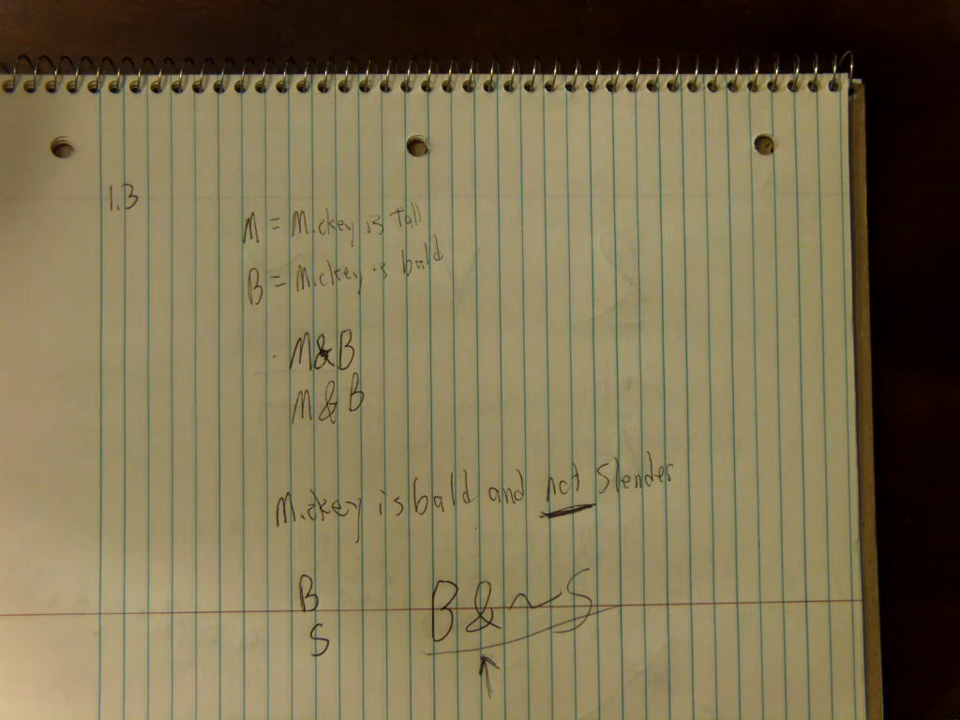 1.3
M = Mickey is tall
B = Mickey is bald
M&B
M&B
Mickey is bald and not Slender
B
S
B&~S